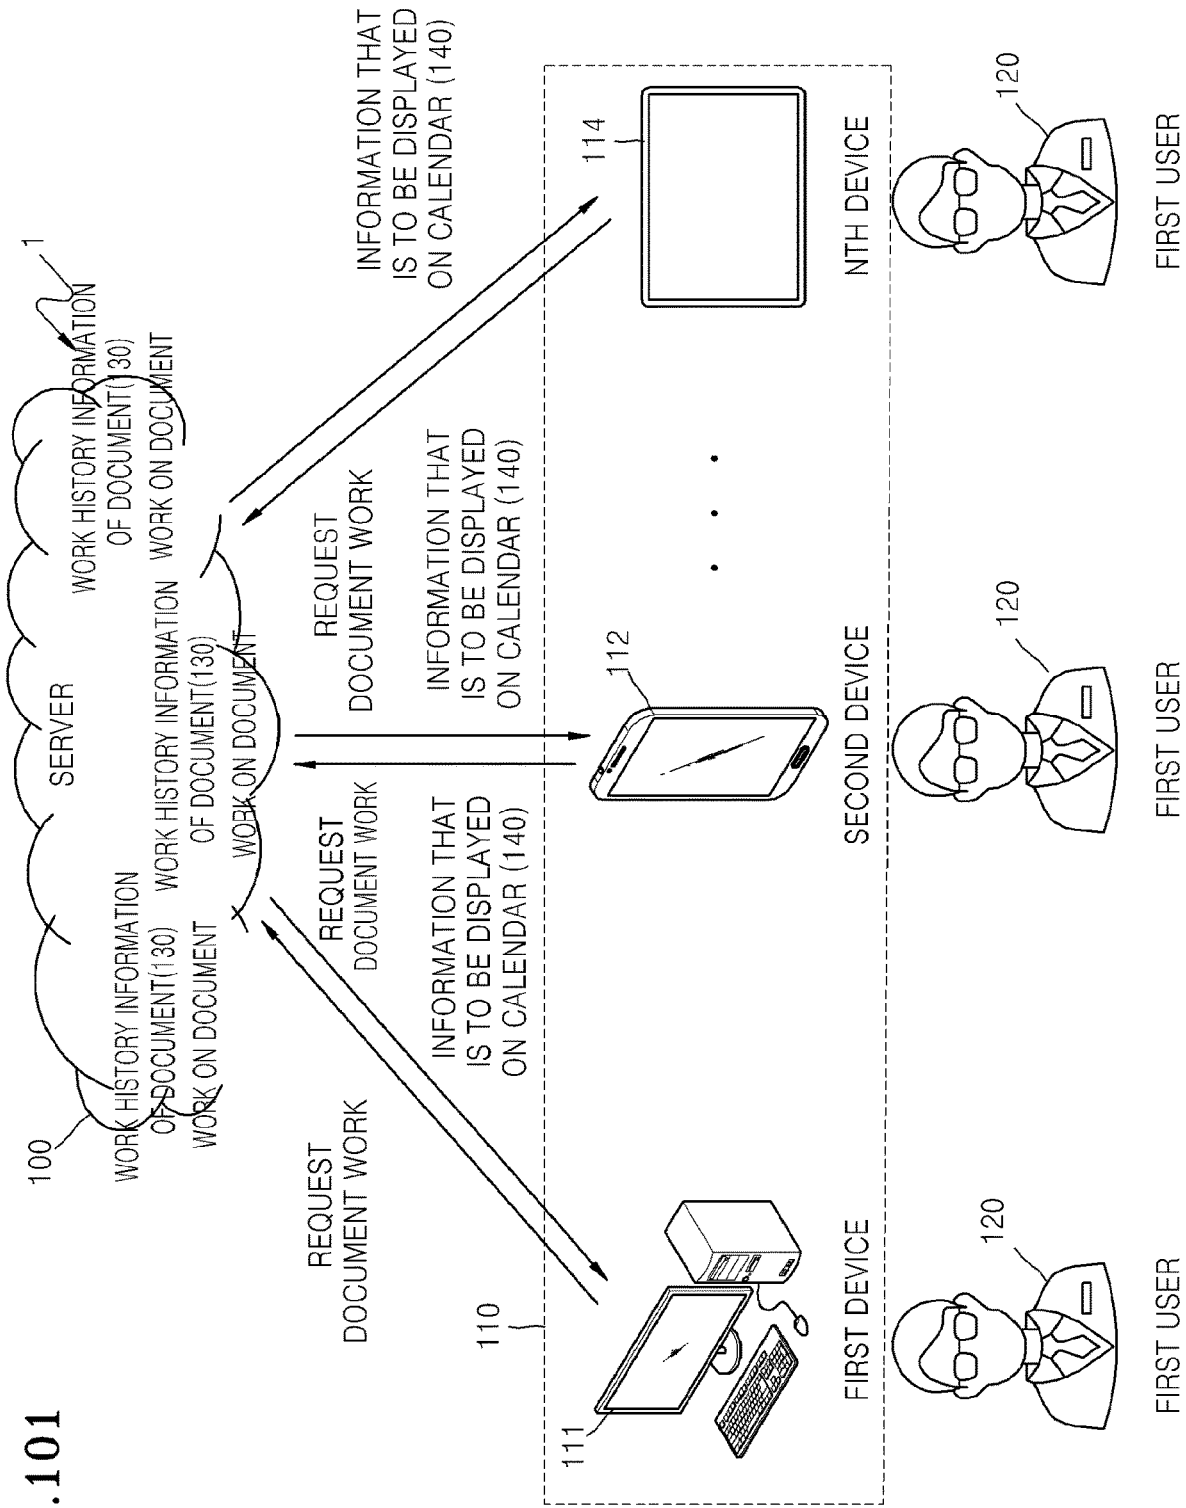 .101
100
SERVER
1
WORK HISTORY INFORMATION
OF DOCUMENT(130)
WORK ON DOCUMENT
WORK HISTORY INFORMATION
OF DOCUMENT(130)
WORK ON DOCUMENT
WORK HISTORY INFORMATION
OF DOCUMENT(130)
WORK ON DOCUMENT
REQUEST
DOCUMENT WORK
INFORMATION THAT
IS TO BE DISPLAYED
ON CALENDAR (140)
REQUEST
DOCUMENT WORK
INFORMATION THAT
IS TO BE DISPLAYED
ON CALENDAR (140)
REQUEST
DOCUMENT WORK
INFORMATION THAT
IS TO BE DISPLAYED
ON CALENDAR (140)
110
111
112
114
FIRST DEVICE
SECOND DEVICE
NTH DEVICE
120
120
120
FIRST USER
FIRST USER
FIRST USER